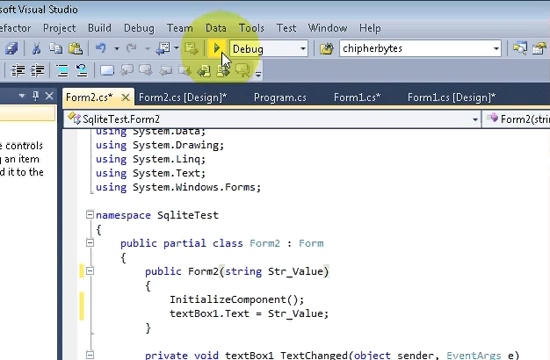 osoft Visual Studio
efactor Project Build Debug Team Data Tools Test Window Help
Debug chipherbytes
Form2.cs* Form2.cs [Design]* Program.cs Form1.cs* Form1.cs [Design]*
SqliteTest.Form2 Form2(strin
e controls
g an item
d it to the
using System.Data;
using System.Drawing;
using System.Linq;
using System.Text;
using System.Windows.Forms;
namespace SqliteTest
{
public partial class Form2 : Form
{
public Form2(string Str_Value)
{
InitializeComponent();
textBox1.Text = Str_Value;
}
private void textBox1_TextChanged(object sender, EventArgs e)